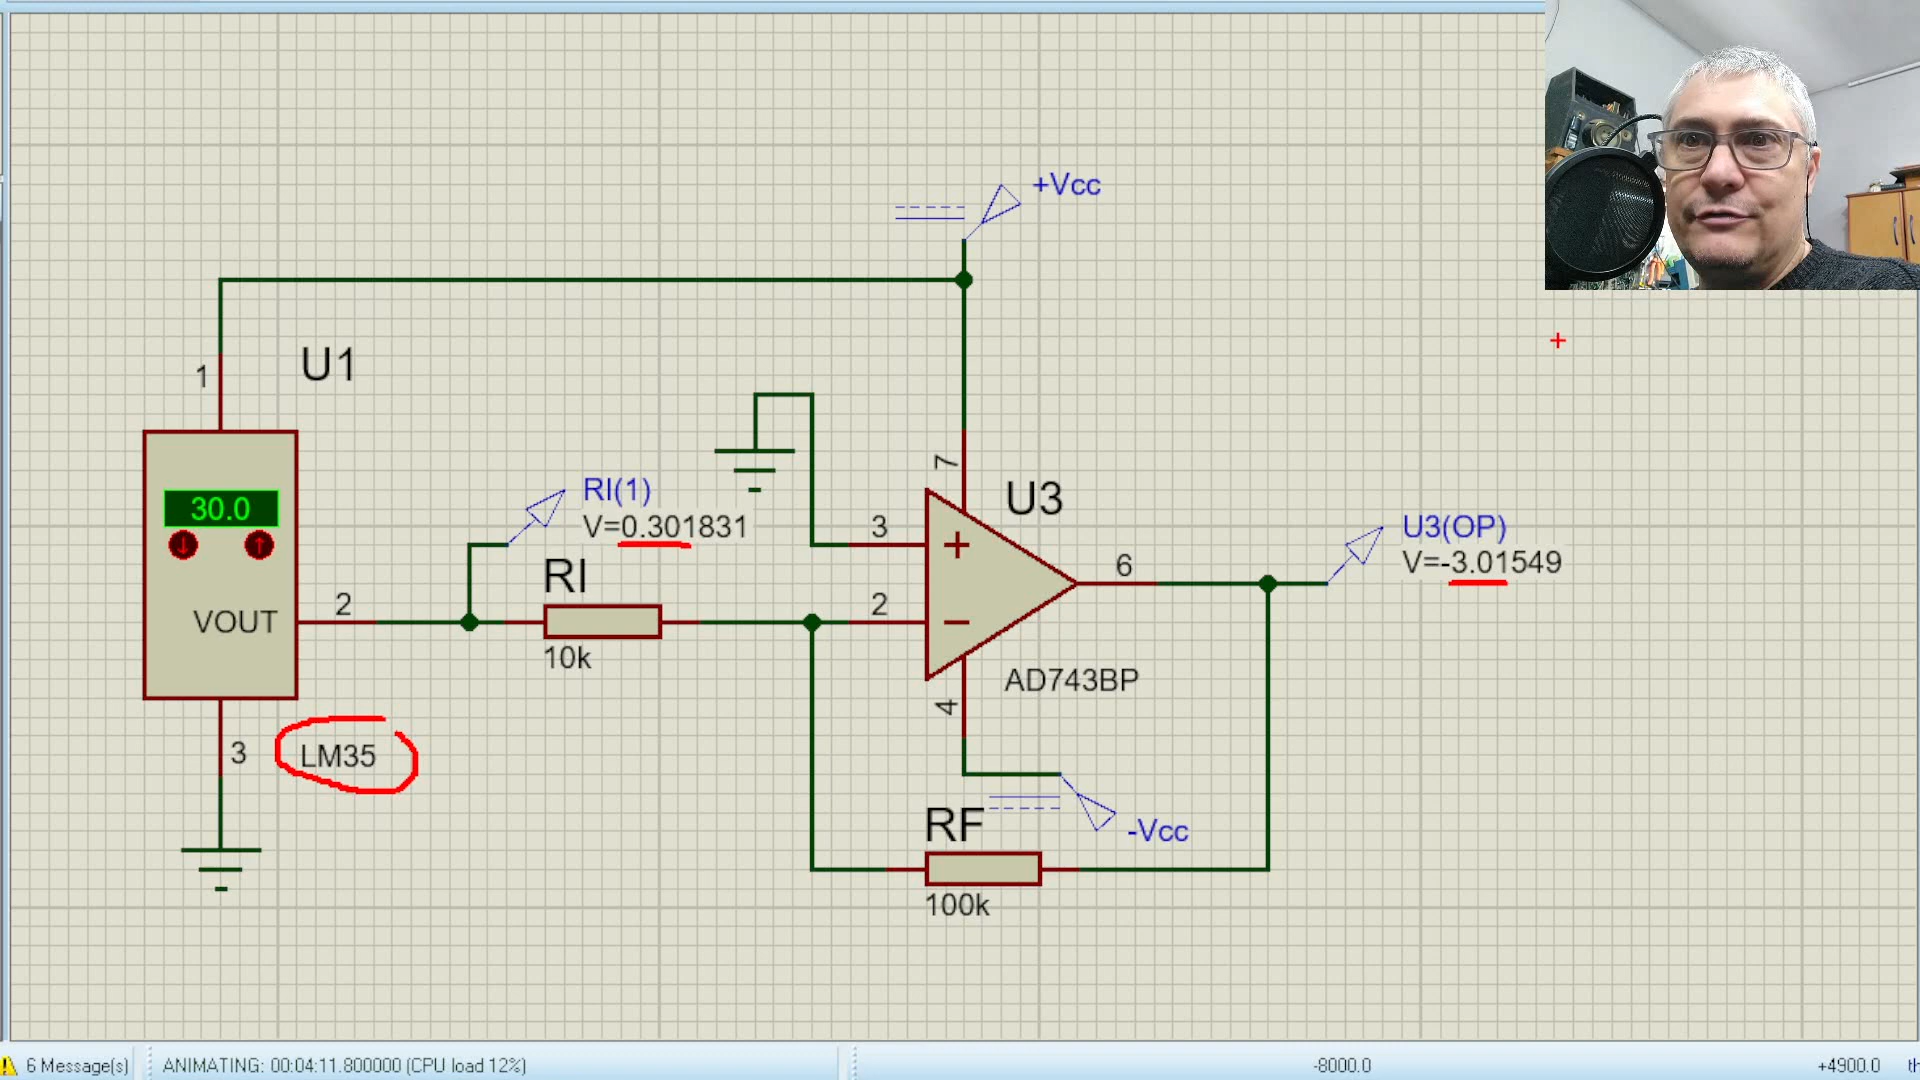 +Vcc
1
U1
7
30.0
RI(1)
V=0.301831
U3
3
U3(OP)
V=-3.01549
RI
6
VOUT
2
2
10k
AD743BP
4
3
LM35
RF
-Vcc
100k
6 Message(s)
ANIMATING: 00:04:11.800000 (CPU load 12%)
-8000.0
+4900.0
th